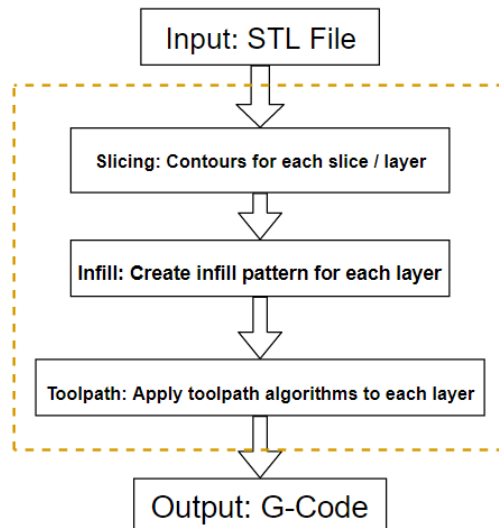 Input: STL File
Slicing: Contours for each slice / layer
Infill: Create infill pattern for each layer
Toolpath: Apply toolpath algorithms to each layer
Output: G-Code